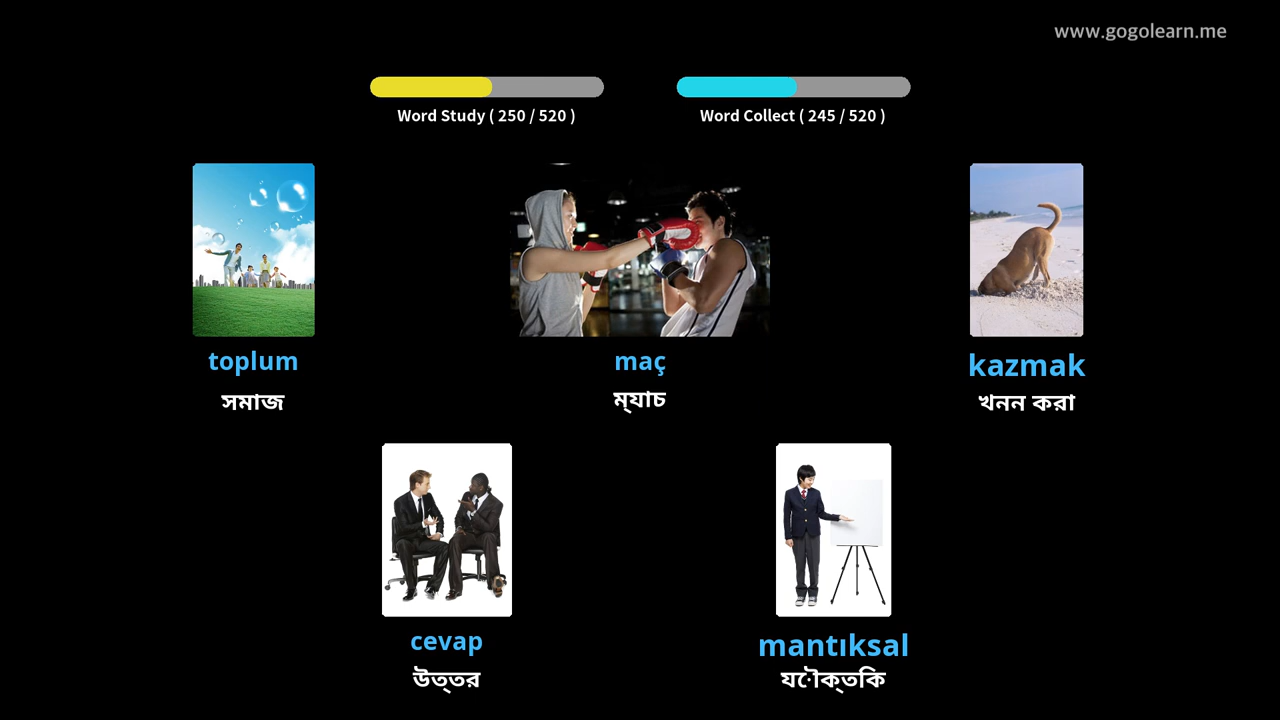 www.gogolearn.me
Word Study ( 250 / 520 )
Word Collect ( 245 / 520 )
toplum
maç
kazmak
সমাজ
ম্যাচ
খনন করা
cevap
mantıksal
উত্তর
যৌক্তিক